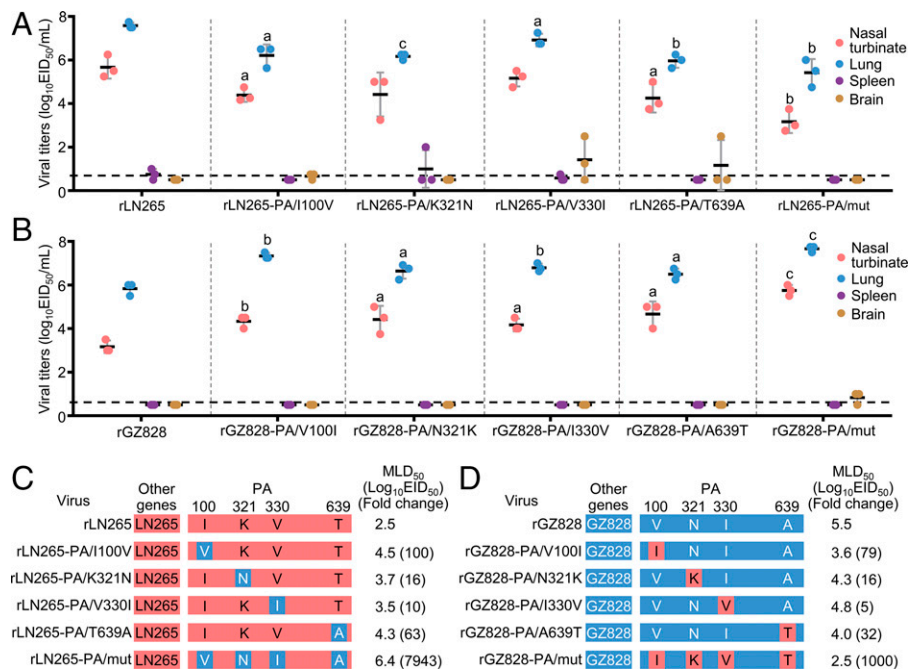 A
Viral titers (log10EID50/mL)
8
6
4
2
0
a
a
c
a
a
b
b
b
Nasal turbinate
Lung
Spleen
Brain
rLN265
rLN265-PA/I100V
rLN265-PA/K321N
rLN265-PA/V330I
rLN265-PA/T639A
rLN265-PA/mut
B
Viral titers (log10EID50/mL)
8
6
4
2
0
b
b
a
a
b
a
a
a
c
c
Nasal turbinate
Lung
Spleen
Brain
rGZ828
rGZ828-PA/V100I
rGZ828-PA/N321K
rGZ828-PA/I330V
rGZ828-PA/A639T
rGZ828-PA/mut
C
Virus
Other genes
PA
100 321 330 639
MLD50 (Log10EID50) (Fold change)
rLN265 LN265 I K V T 2.5
rLN265-PA/I100V LN265 V K V T 4.5 (100)
rLN265-PA/K321N LN265 I N V T 3.7 (16)
rLN265-PA/V330I LN265 I K I T 3.5 (10)
rLN265-PA/T639A LN265 I K V A 4.3 (63)
rLN265-PA/mut LN265 V N I A 6.4 (7943)
D
Virus
Other genes
PA
100 321 330 639
MLD50 (Log10EID50) (Fold change)
rGZ828 GZ828 V N I A 5.5
rGZ828-PA/V100I GZ828 I N I A 3.6 (79)
rGZ828-PA/N321K GZ828 V K I A 4.3 (16)
rGZ828-PA/I330V GZ828 V N V A 4.8 (5)
rGZ828-PA/A639T GZ828 V N I T 4.0 (32)
rGZ828-PA/mut GZ828 I K V T 2.5 (1000)